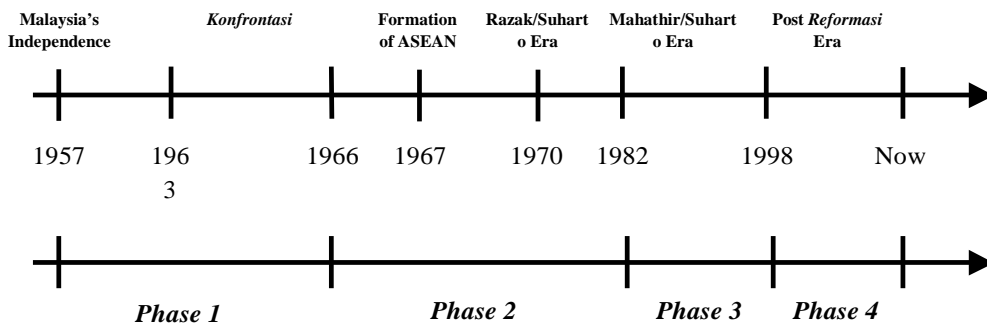 Malaysia's
Independence
Konfrontasi
Formation
of ASEAN
Razak/Suhart
o Era
Mahathir/Suhart
o Era
Post Reformasi
Era
1957
196
3
1966
1967
1970
1982
1998
Now
Phase 1
Phase 2
Phase 3
Phase 4